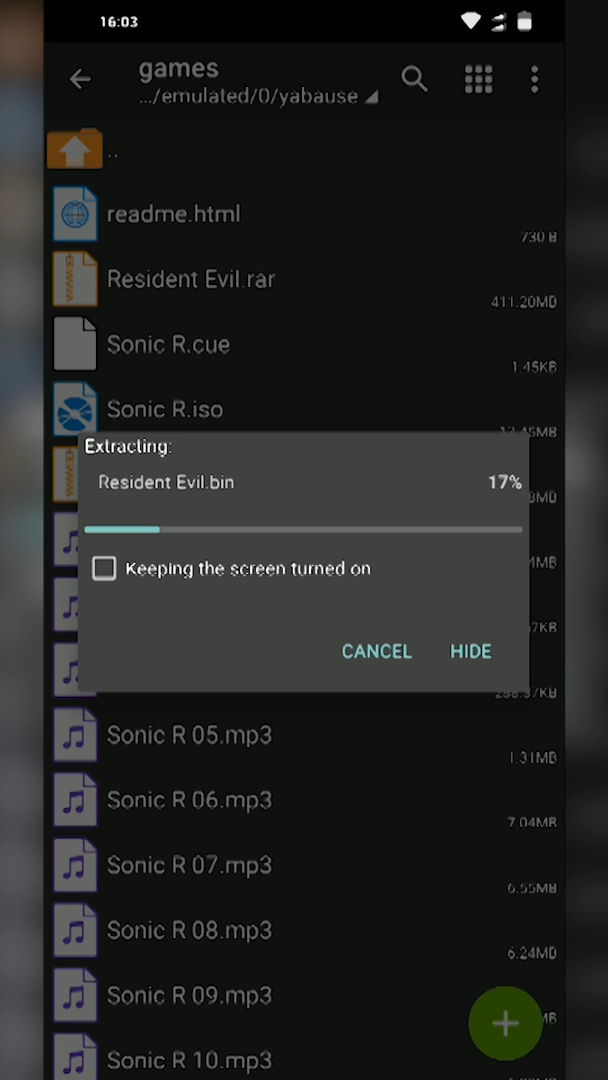 16:03
games
.../emulated/0/yabause
..
readme.html
730 B
Resident Evil.rar
411.20MB
Sonic R.cue
1.45KB
Sonic R.iso
Extracting:
Resident Evil.bin 17%
Keeping the screen turned on
CANCEL HIDE
Sonic R 05.mp3
1.31MB
Sonic R 06.mp3
7.04MB
Sonic R 07.mp3
6.55MB
Sonic R 08.mp3
6.24MB
Sonic R 09.mp3
Sonic R 10.mp3